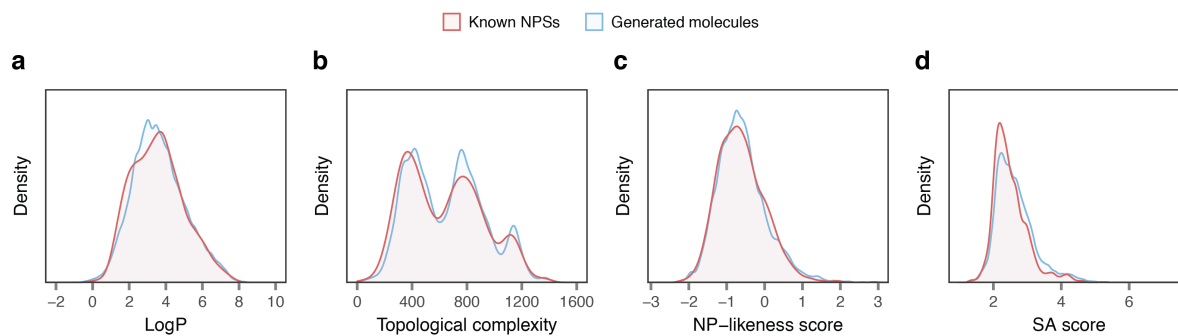 Known NPSs Generated molecules
a b c d
Density Density Density Density
−2 0 2 4 6 8 10 0 400 800 1200 1600 −3 −2 −1 0 1 2 3 2 4 6
LogP Topological complexity NP−likeness score SA score